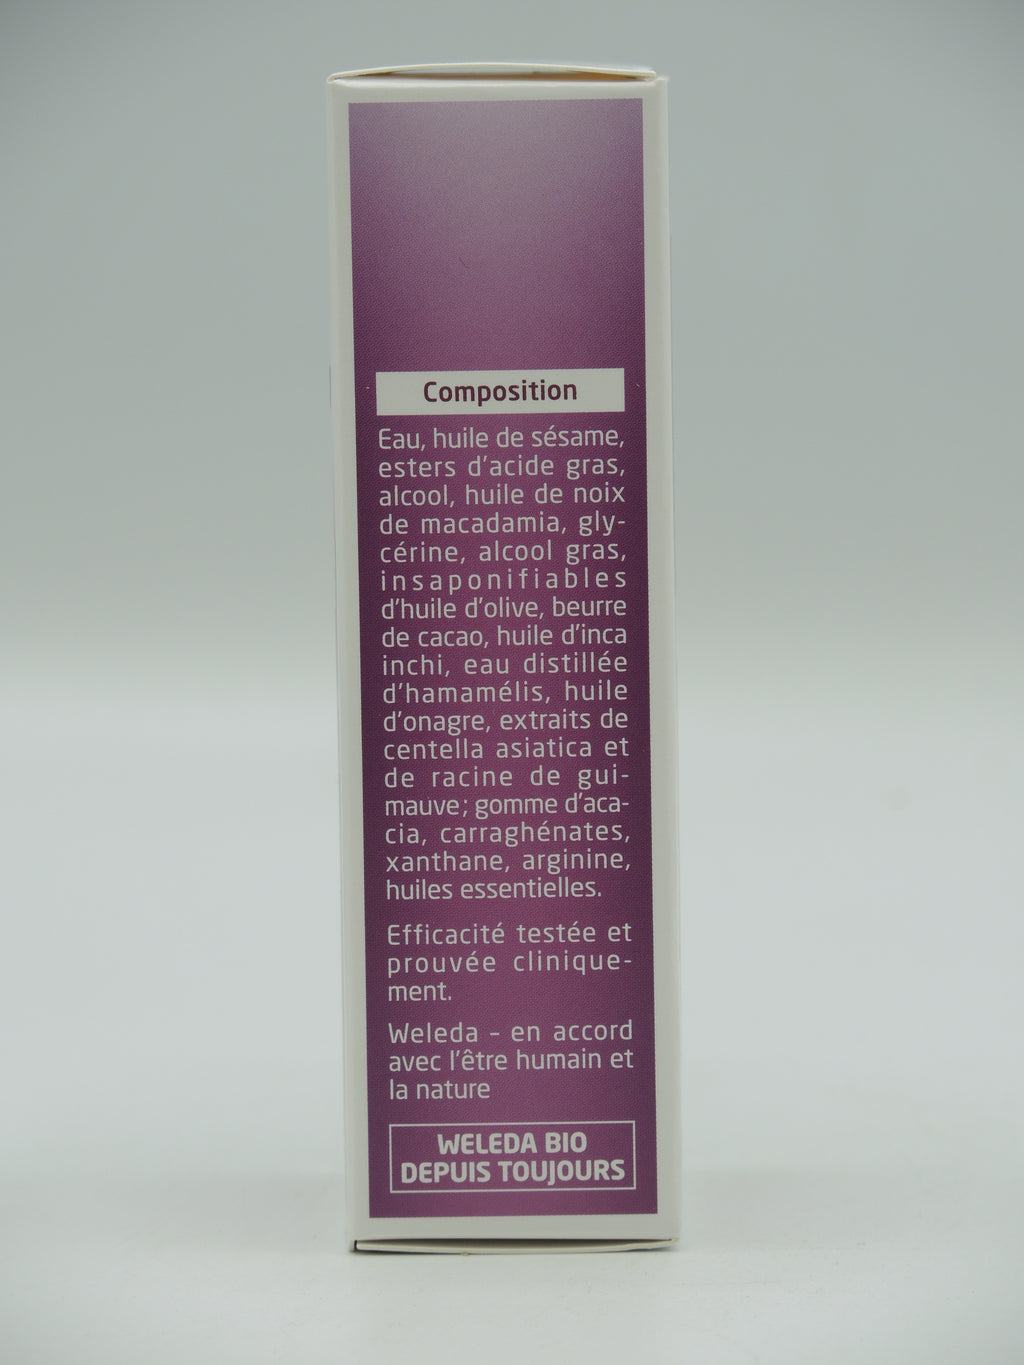 Composition
Eau, huile de sésame,
esters d'acide gras,
alcool, huile de noix
de macadamia, gly-
cérine, alcool gras,
insaponifiables
d'huile d'olive, beurre
de cacao, huile d'inca
inchi, eau distillée
d'hamamélis, huile
d'onagre, extraits de
centella asiatica et
de racine de gui-
mauve; gomme d'aca-
cia, carraghénates,
xanthane, arginine,
huiles essentielles.
Efficacité testée et
prouvée clinique-
ment.
Weleda – en accord
avec l'être humain et
la nature
WELEDA BIO
DEPUIS TOUJOURS